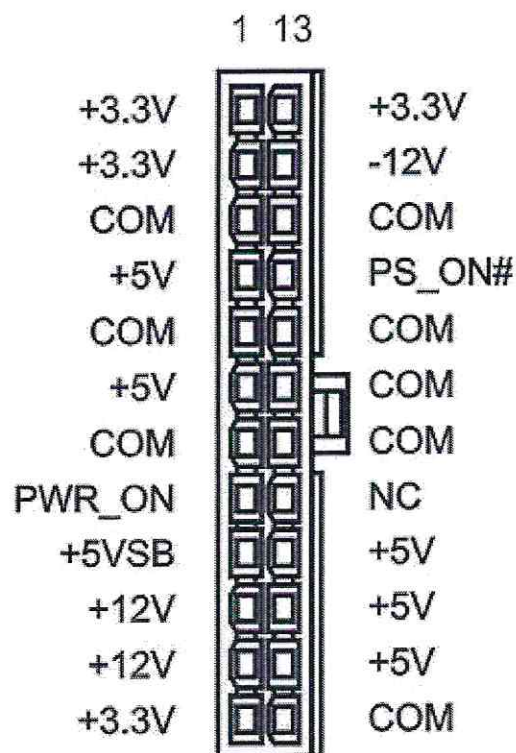 1 13
+3.3V +3.3V
+3.3V -12V
COM COM
+5V PS_ON#
COM COM
+5V COM
COM COM
PWR_ON NC
+5VSB +5V
+12V +5V
+12V +5V
+3.3V COM